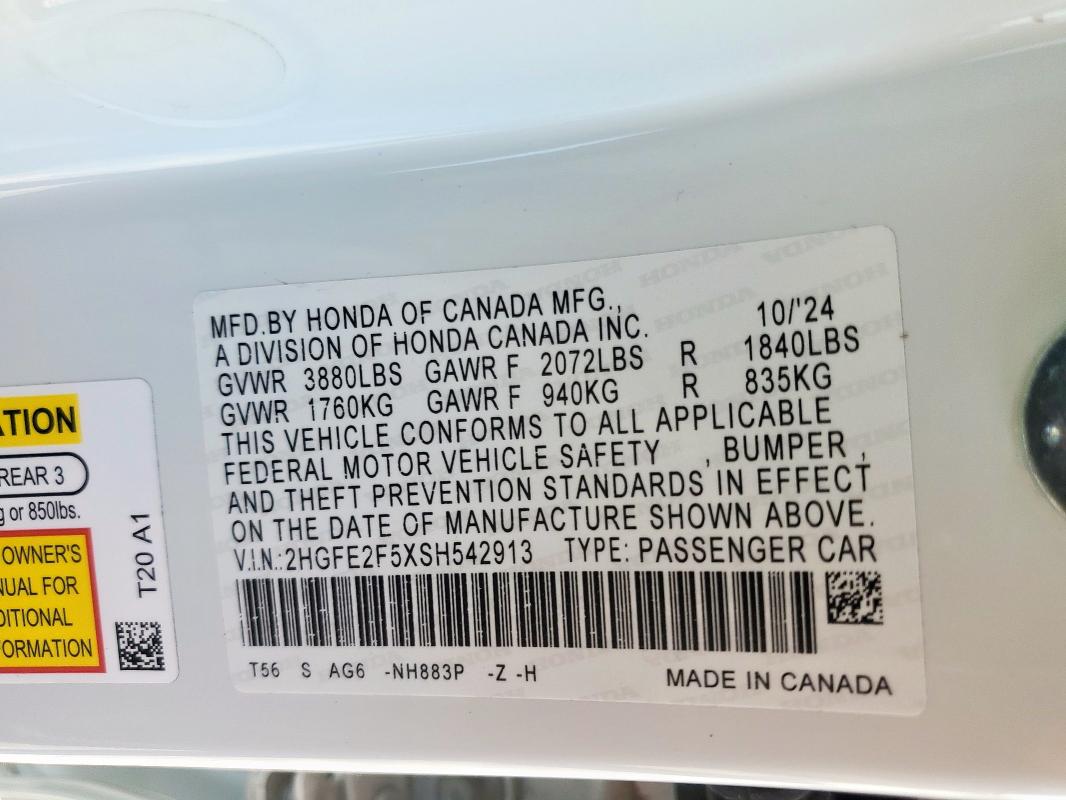 MFD.BY HONDA OF CANADA MFG.,
A DIVISION OF HONDA CANADA INC. 10/'24
GVWR 3880LBS GAWR F 2072LBS R 1840LBS
GVWR 1760KG GAWR F 940KG R 835KG
THIS VEHICLE CONFORMS TO ALL APPLICABLE
FEDERAL MOTOR VEHICLE SAFETY , BUMPER ,
AND THEFT PREVENTION STANDARDS IN EFFECT
ON THE DATE OF MANUFACTURE SHOWN ABOVE.
V.I.N.:2HGFE2F5XSH542913 TYPE: PASSENGER CAR
T56 S AG6 -NH883P -Z -H MADE IN CANADA
ATION
REAR 3
g or 850lbs.
OWNER'S
NUAL FOR
DITIONAL
FORMATION
T20 A1